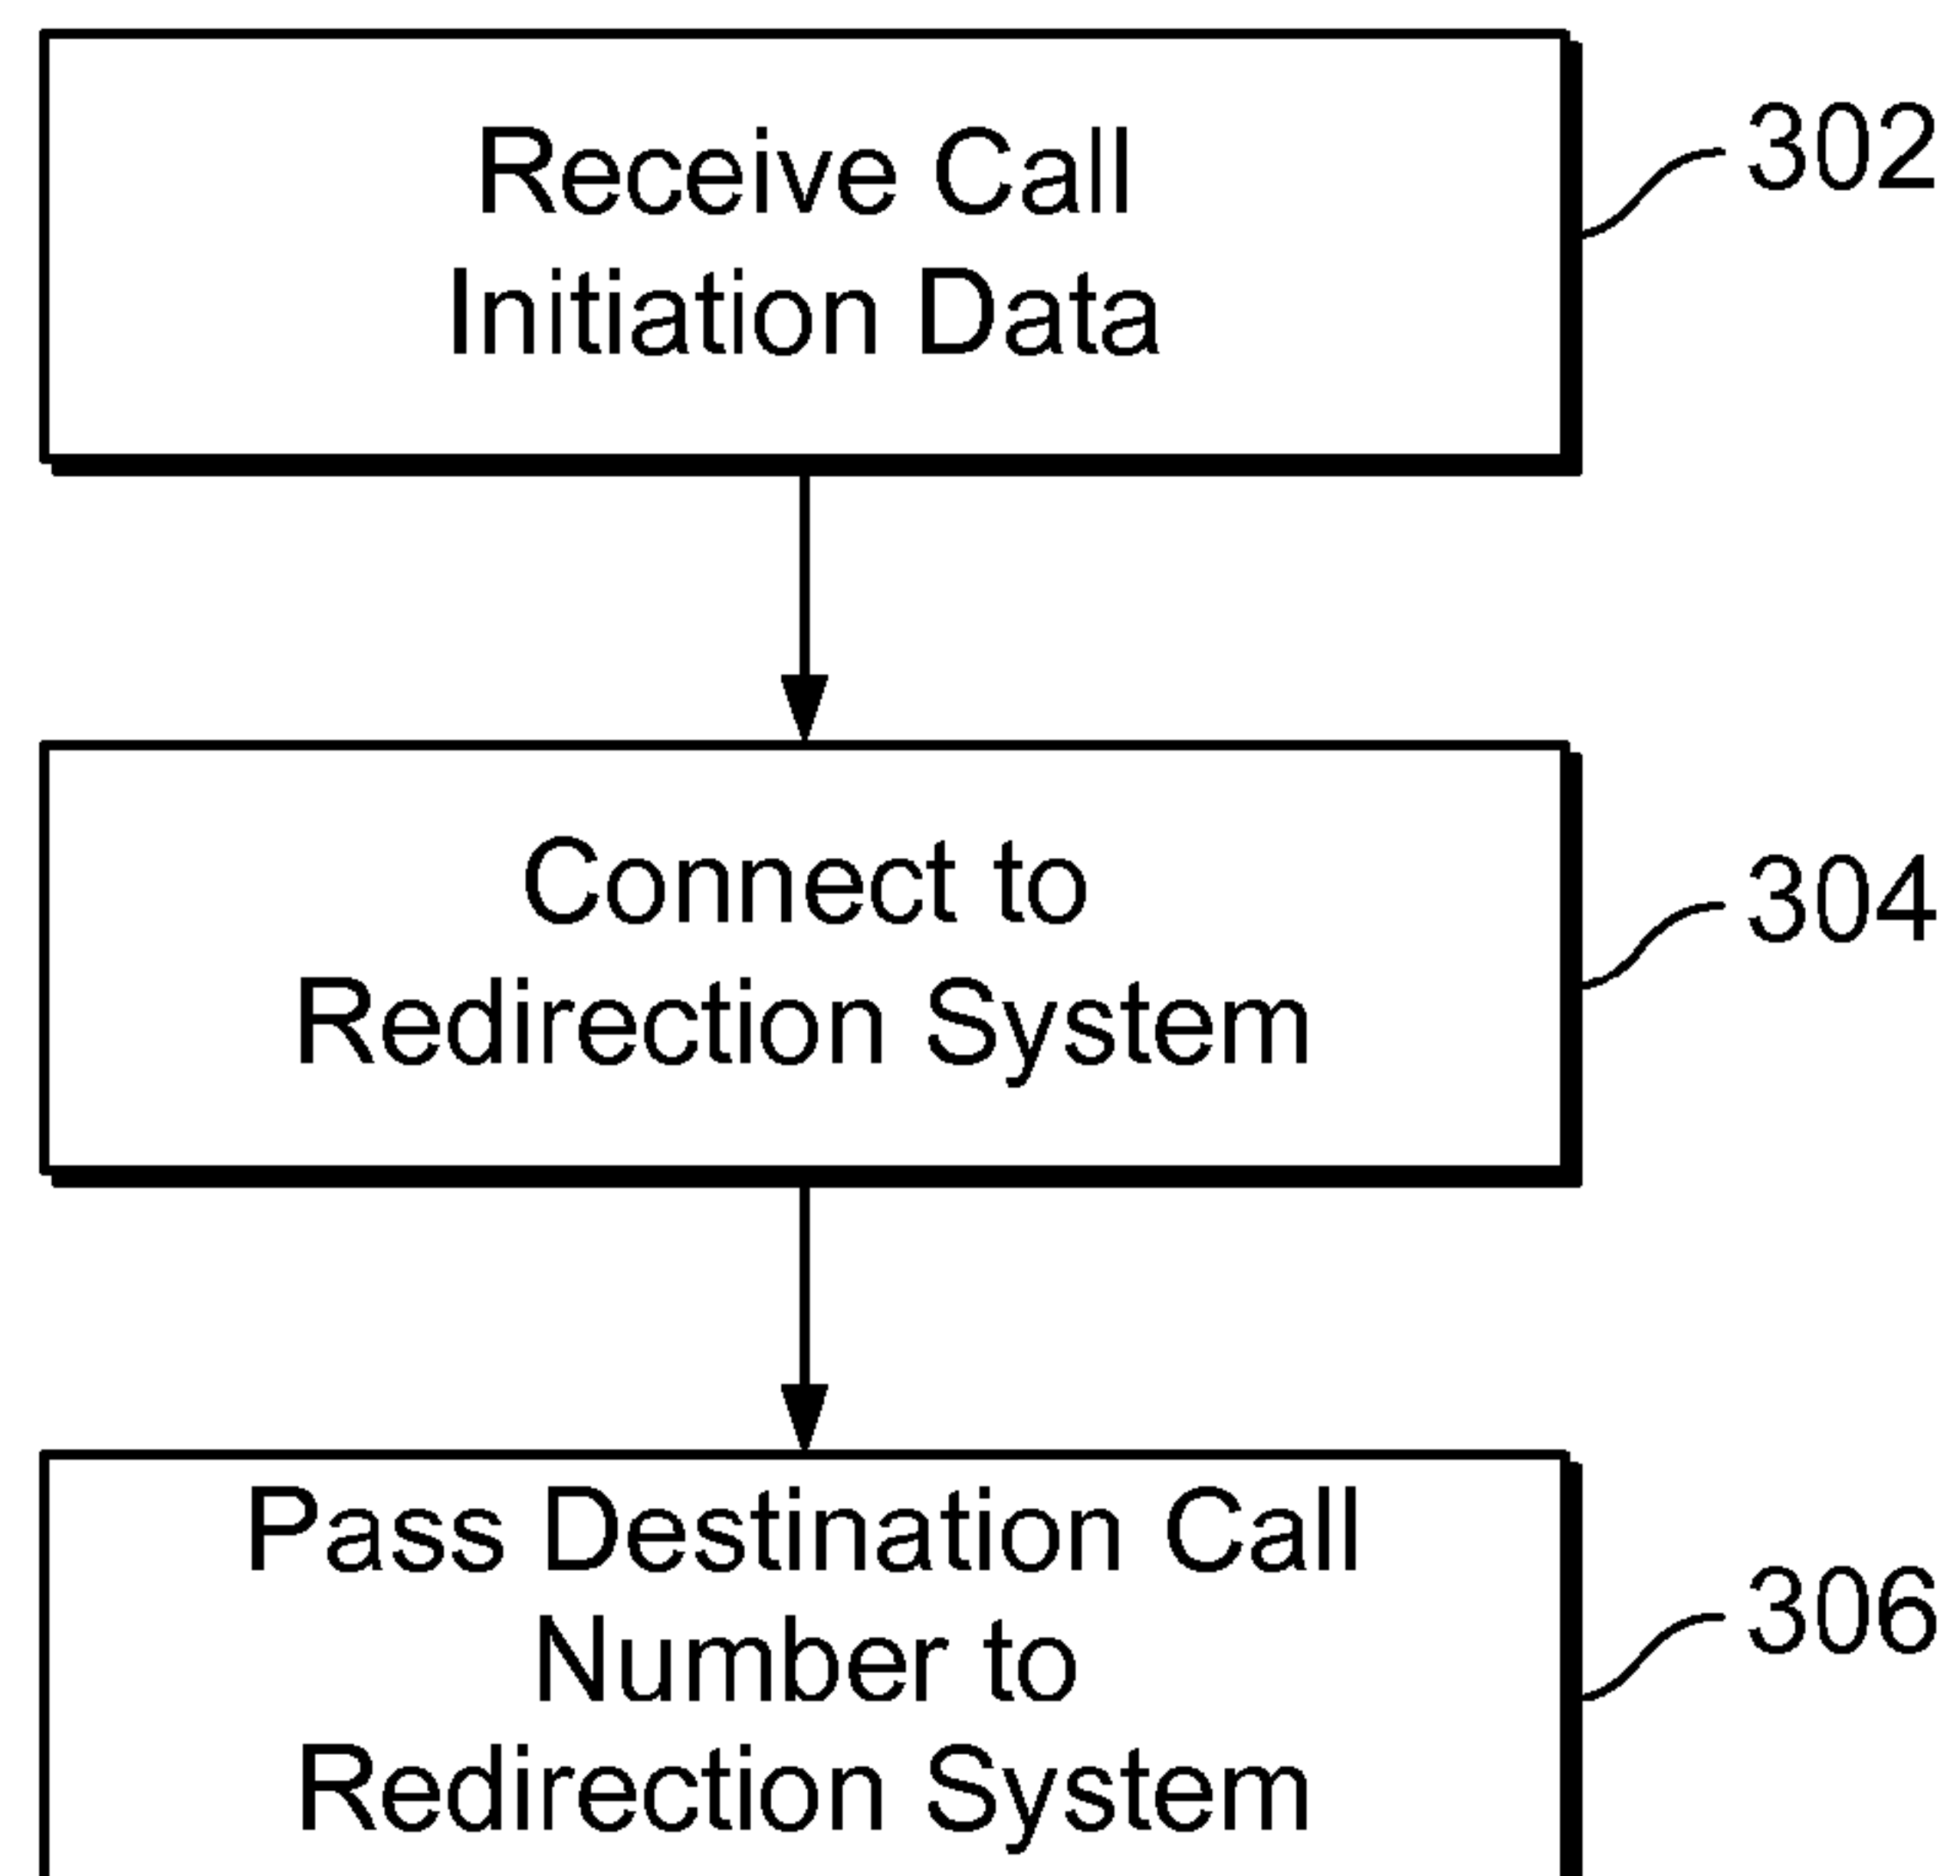 Receive Call
Initiation Data
302
Connect to
Redirection System
304
Pass Destination Call
Number to
Redirection System
306